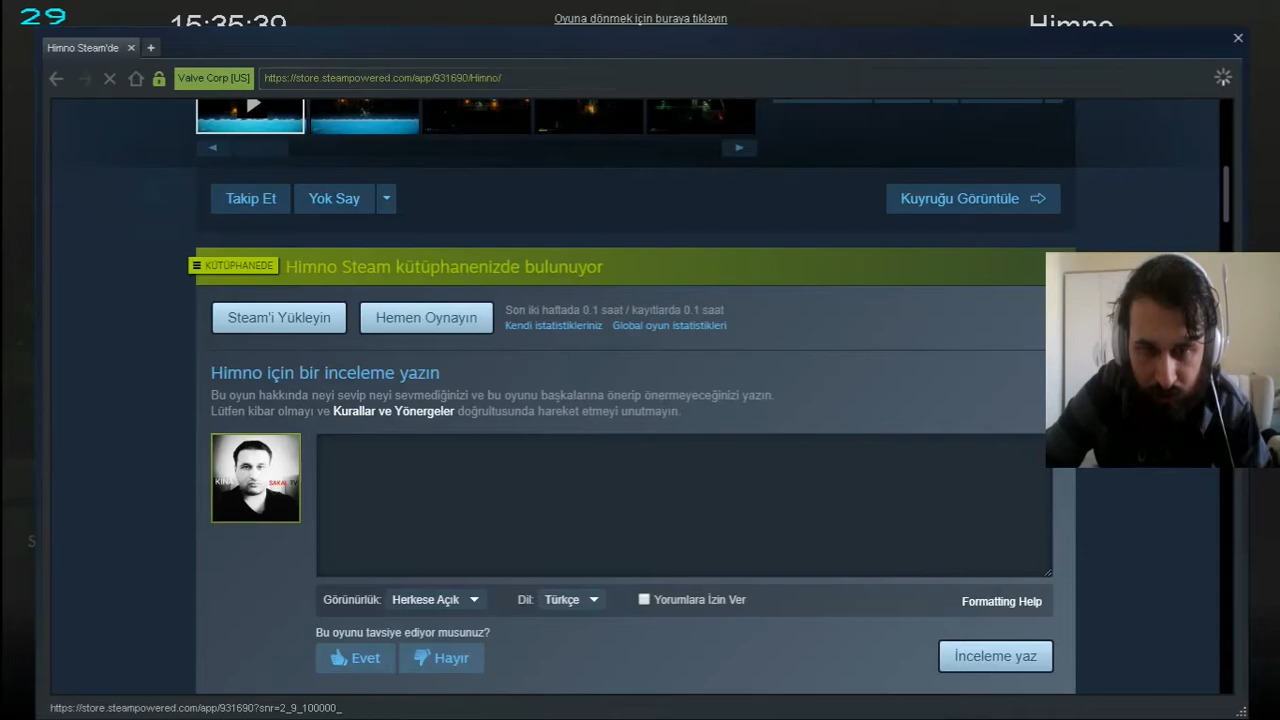 29
15:35:39
Oyuna dönmek için buraya tıklayın
Himno
Himno Steam'de
Valve Corp [US]
https://store.steampowered.com/app/931690/Himno/
Takip Et
Yok Say
Kuyruğu Görüntüle
KÜTÜPHANEDE
Himno Steam kütüphanenizde bulunuyor
Steam'i Yükleyin
Hemen Oynayın
Son iki haftada 0.1 saat / kayıtlarda 0.1 saat
Kendi istatistikleriniz Global oyun istatistikleri
Himno için bir inceleme yazın
Bu oyun hakkında neyi sevip neyi sevmediğinizi ve bu oyunu başkalarına önerip önermeyeceğinizi yazın.
Lütfen kibar olmayı ve Kurallar ve Yönergeler doğrultusunda hareket etmeyi unutmayın.
KINA
SAKAL TV
Görünürlük: Herkese Açık
Dil: Türkçe
Yorumlara İzin Ver
Formatting Help
Bu oyunu tavsiye ediyor musunuz?
Evet
Hayır
İnceleme yaz
https://store.steampowered.com/app/931690?snr=2_9_100000_